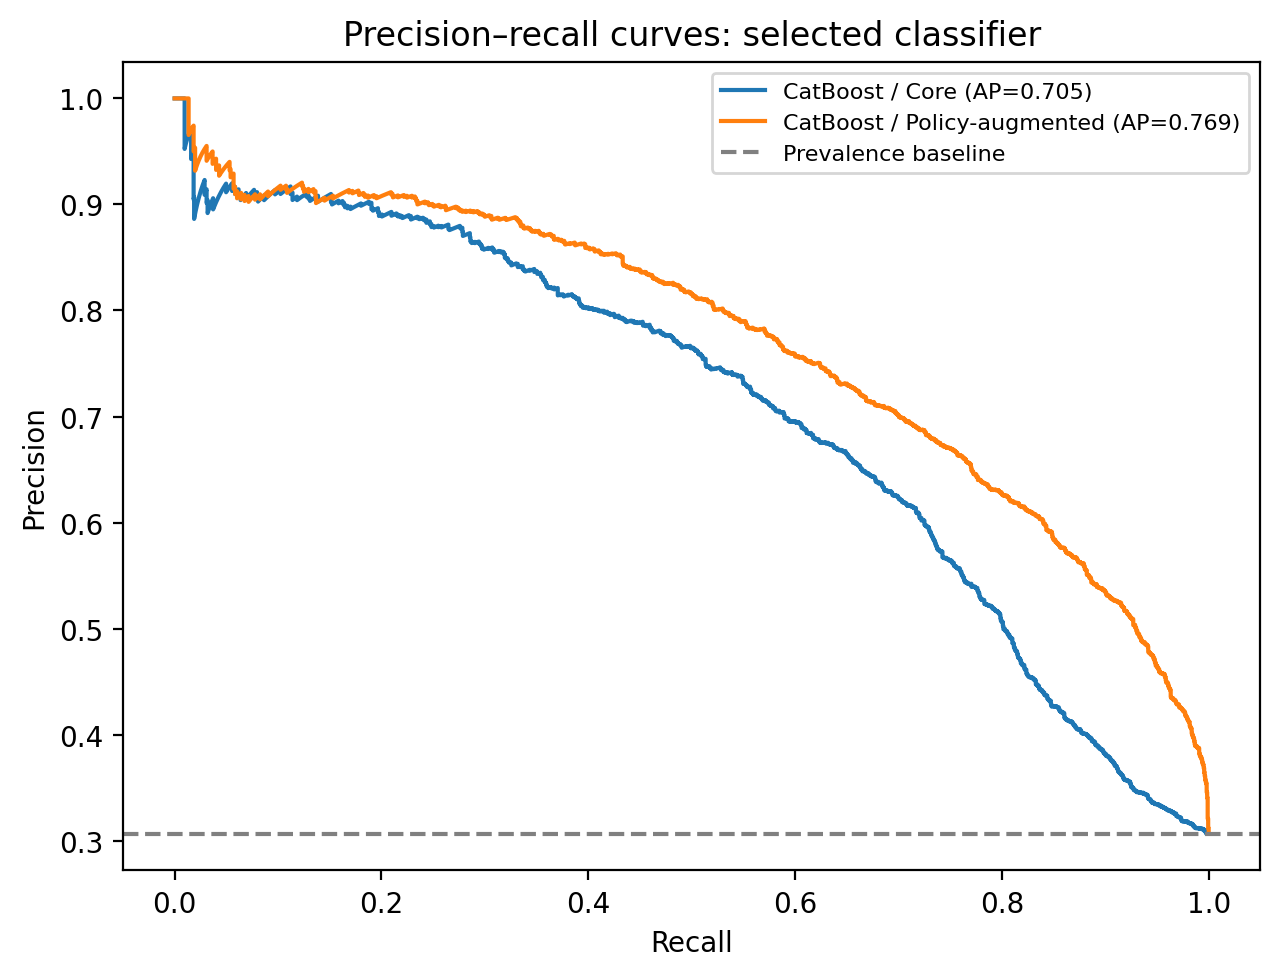 Precision–recall curves: selected classifier
CatBoost / Core (AP=0.705)
CatBoost / Policy-augmented (AP=0.769)
Prevalence baseline
Precision
1.0
0.9
0.8
0.7
0.6
0.5
0.4
0.3
0.0 0.2 0.4 0.6 0.8 1.0
Recall